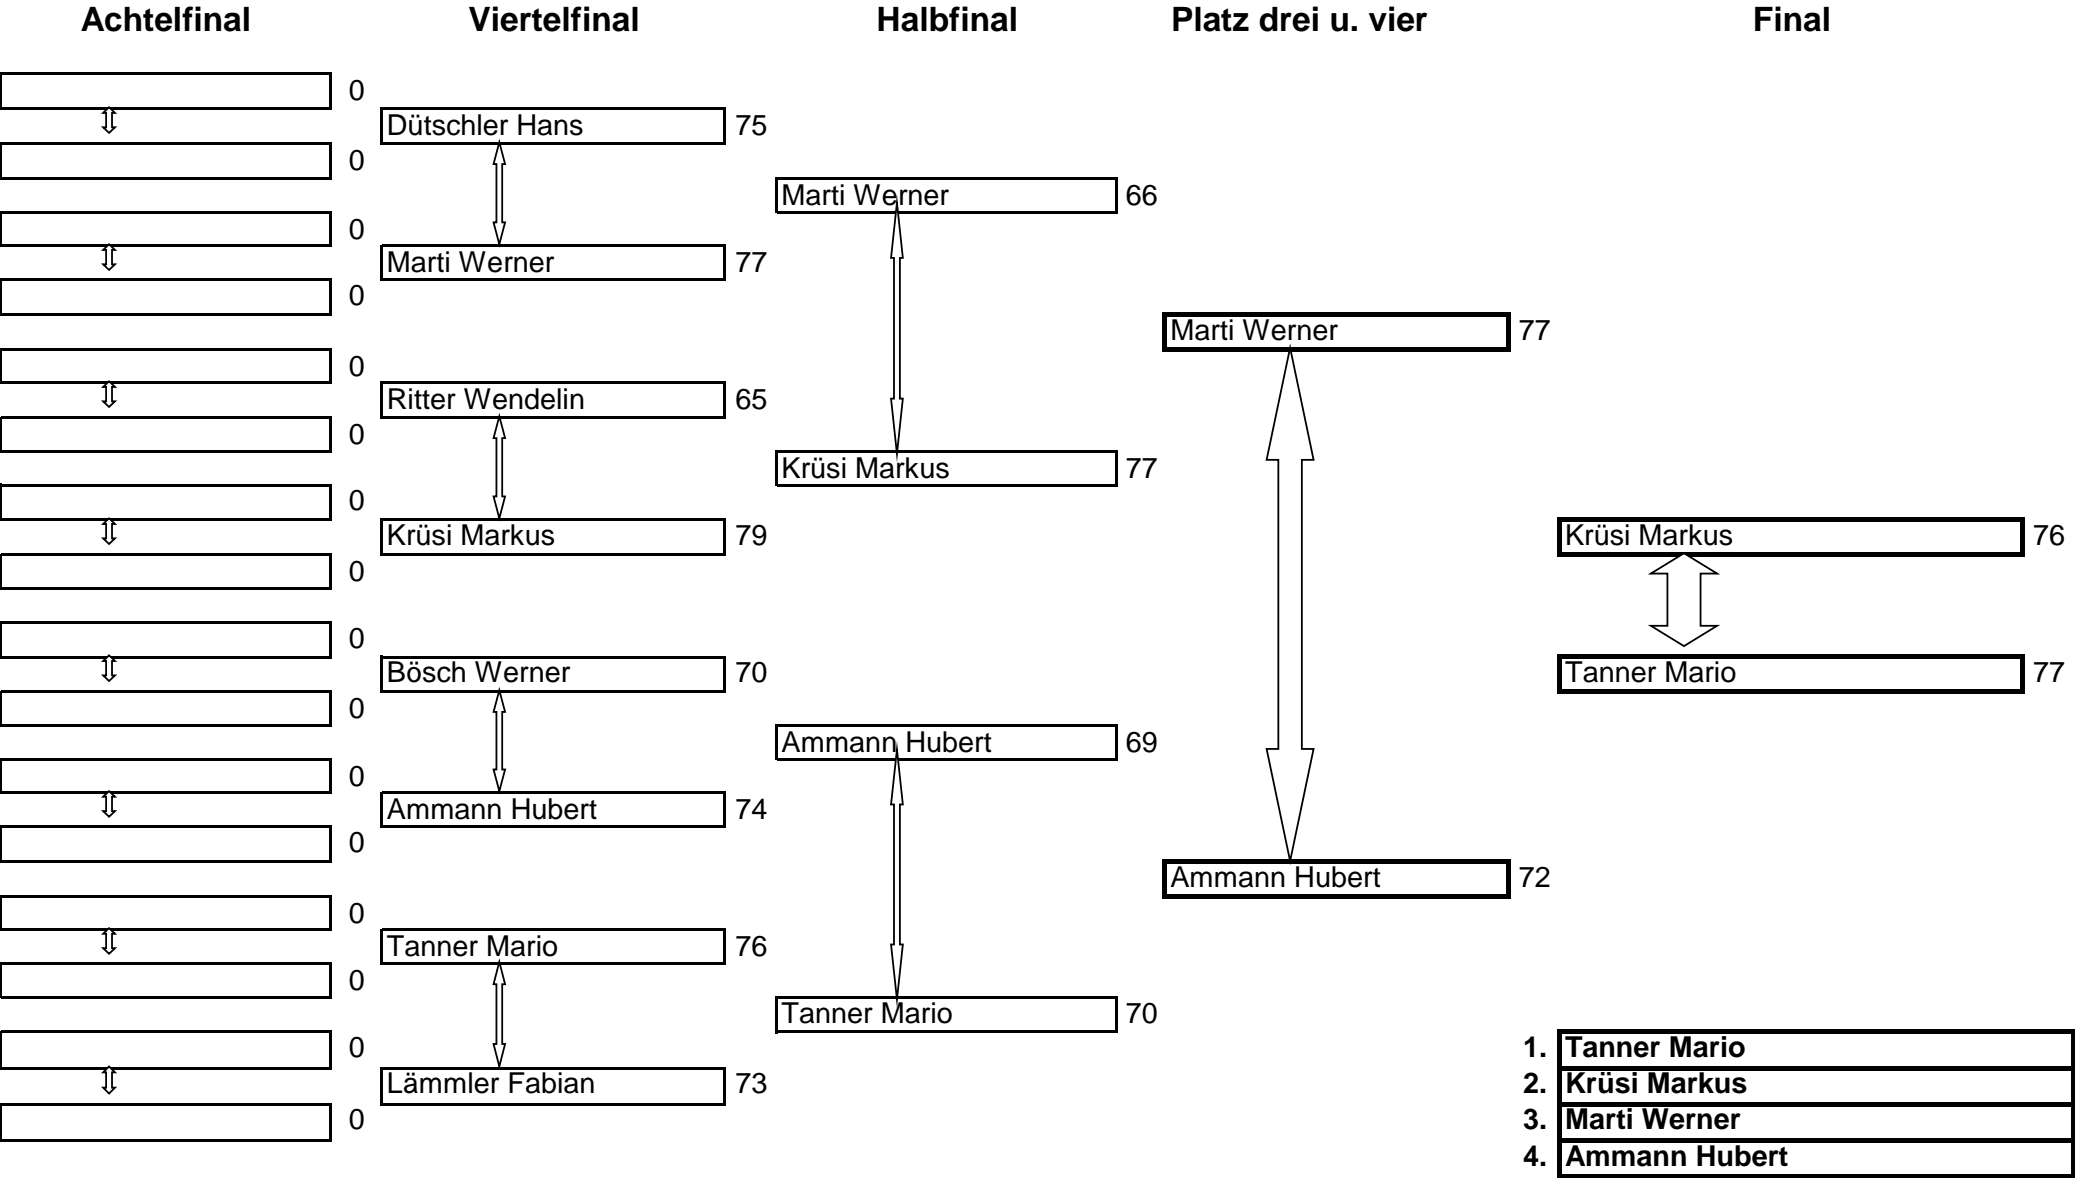 Achtelfinal Viertelfinal Halbfinal Platz drei u. vier Final
0
Dütschler Hans 75
0
Marti Werner 66
0
Marti Werner 77
0
Marti Werner 77
0
Ritter Wendelin 65
0
Krüsi Markus 77
0
Krüsi Markus 79
Krüsi Markus 76
0
0
Bösch Werner 70
Tanner Mario 77
0
Ammann Hubert 69
0
Ammann Hubert 74
0
Ammann Hubert 72
0
Tanner Mario 76
0
Tanner Mario 70
0
1. Tanner Mario
Lämmler Fabian 73
2. Krüsi Markus
0
3. Marti Werner
4. Ammann Hubert